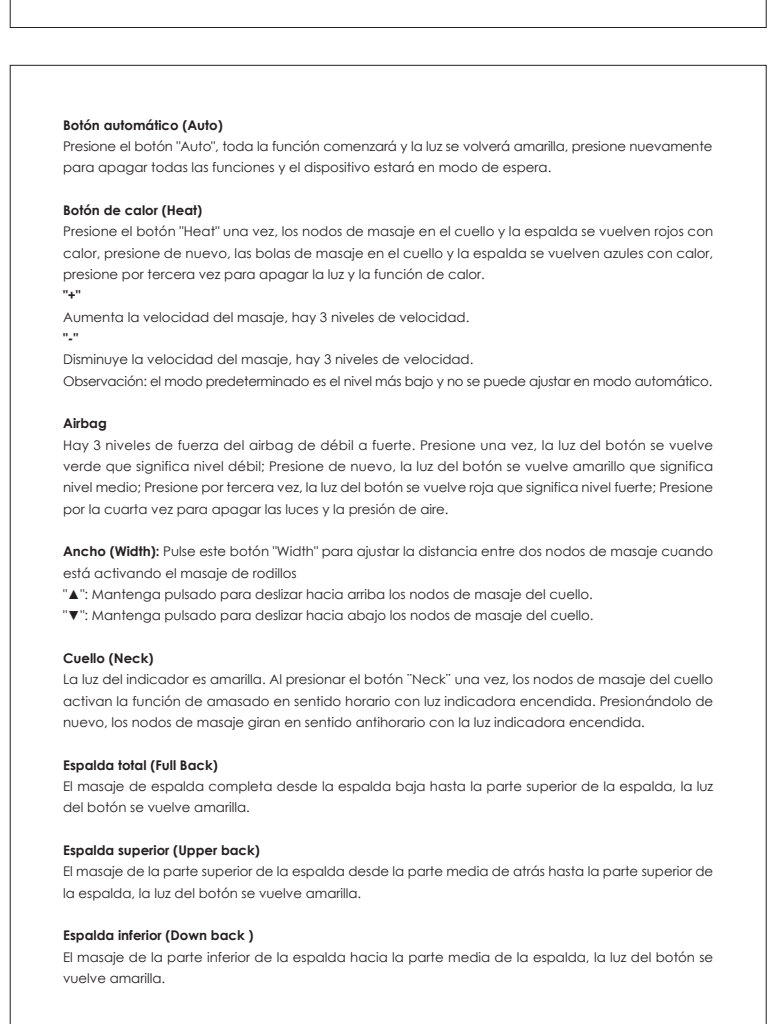 Botón automático (Auto)
Presione el botón "Auto", toda la función comenzará y la luz se volverá amarilla, presione nuevamente
para apagar todas las funciones y el dispositivo estará en modo de espera.
Botón de calor (Heat)
Presione el botón "Heat" una vez, los nodos de masaje en el cuello y la espalda se vuelven rojos con
calor, presione de nuevo, las bolas de masaje en el cuello y la espalda se vuelven azules con calor,
presione por tercera vez para apagar la luz y la función de calor.
"+"
Aumenta la velocidad del masaje, hay 3 niveles de velocidad.
"-"
Disminuye la velocidad del masaje, hay 3 niveles de velocidad.
Observación: el modo predeterminado es el nivel más bajo y no se puede ajustar en modo automático.
Airbag
Hay 3 niveles de fuerza del airbag de débil a fuerte. Presione una vez, la luz del botón se vuelve
verde que significa nivel débil; Presione de nuevo, la luz del botón se vuelve amarillo que significa
nivel medio; Presione por tercera vez, la luz del botón se vuelve roja que significa nivel fuerte; Presione
por la cuarta vez para apagar las luces y la presión de aire.
Ancho (Width): Pulse este botón "Width" para ajustar la distancia entre dos nodos de masaje cuando
está activando el masaje de rodillos
"▲": Mantenga pulsado para deslizar hacia arriba los nodos de masaje del cuello.
"▼": Mantenga pulsado para deslizar hacia abajo los nodos de masaje del cuello.
Cuello (Neck)
La luz del indicador es amarilla. Al presionar el botón ¨Neck¨ una vez, los nodos de masaje del cuello
activan la función de amasado en sentido horario con luz indicadora encendida. Presionándolo de
nuevo, los nodos de masaje giran en sentido antihorario con la luz indicadora encendida.
Espalda total (Full Back)
El masaje de espalda completa desde la espalda baja hasta la parte superior de la espalda, la luz
del botón se vuelve amarilla.
Espalda superior (Upper back)
El masaje de la parte superior de la espalda desde la parte media de atrás hasta la parte superior de
la espalda, la luz del botón se vuelve amarilla.
Espalda inferior (Down back )
El masaje de la parte inferior de la espalda hacia la parte media de la espalda, la luz del botón se
vuelve amarilla.